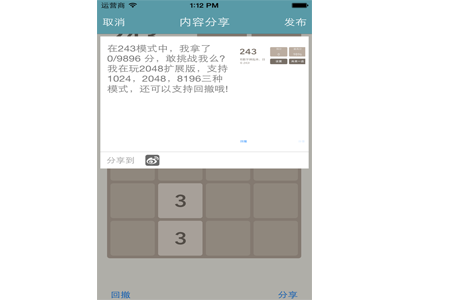 运营商 1:12 PM
取消 内容分享 发布
在243模式中，我拿了
0/9896 分，敢挑战我么？
我在玩2048扩展版，支持
1024，2048，8196三种
模式，还可以支持回撤哦!
243
分享到
3
3
回撤 分享